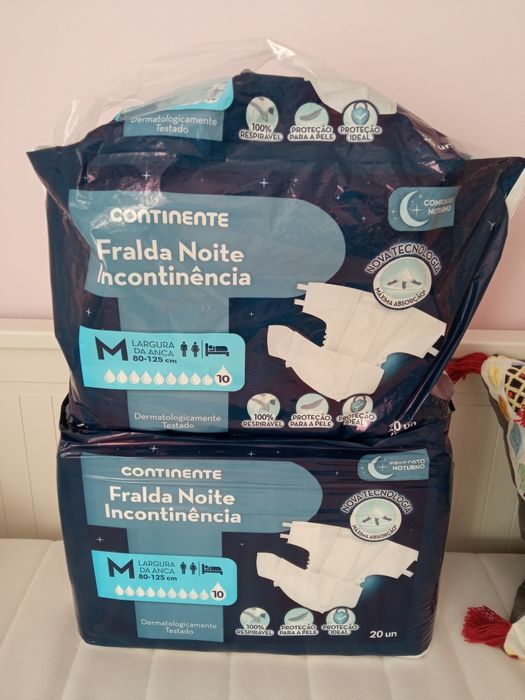 Dermatologicamente
Testado
100%
RESPIRÁVEL
PROTEÇÃO
PARA A PELE
PROTEÇÃO
IDEAL
un
CONTINENTE
CONFORTO
NOTURNO
Fralda Noite
Incontinência
NOVA TECNOLOGIA
MÁXIMA ABSORÇÃO
M
LARGURA
DA ANCA
80-125 cm
10
Dermatologicamente
Testado
100%
RESPIRÁVEL
PROTEÇÃO
PARA A PELE
PROTEÇÃO
IDEAL
20 un
CONTINENTE
CONFORTO
NOTURNO
Fralda Noite
Incontinência
NOVA TECNOLOGIA
MÁXIMA ABSORÇÃO
M
LARGURA
DA ANCA
80-125 cm
10
Dermatologicamente
Testado
100%
RESPIRÁVEL
PROTEÇÃO
PARA A PELE
PROTEÇÃO
IDEAL
20 un